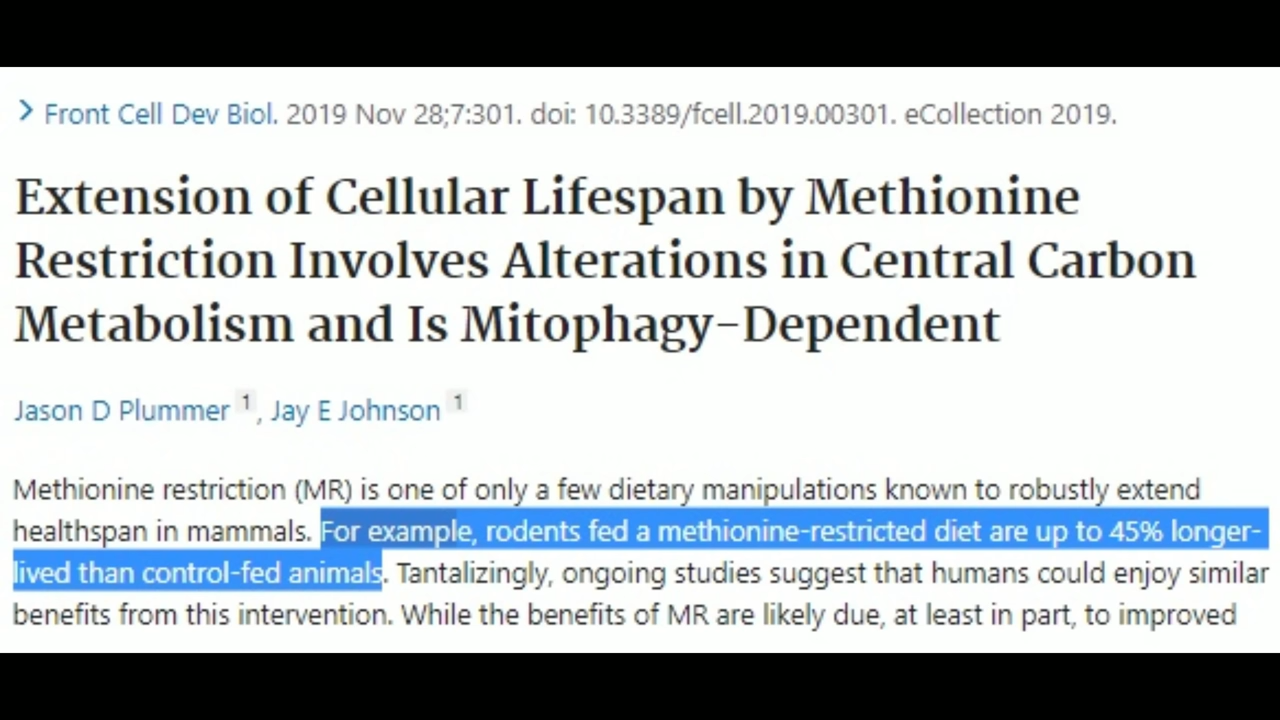 Front Cell Dev Biol. 2019 Nov 28;7:301. doi: 10.3389/fcell.2019.00301. eCollection 2019.
Extension of Cellular Lifespan by Methionine
Restriction Involves Alterations in Central Carbon
Metabolism and Is Mitophagy-Dependent
Jason D Plummer 1, Jay E Johnson 1
Methionine restriction (MR) is one of only a few dietary manipulations known to robustly extend
healthspan in mammals. For example, rodents fed a methionine-restricted diet are up to 45% longer-
lived than control-fed animals. Tantalizingly, ongoing studies suggest that humans could enjoy similar
benefits from this intervention. While the benefits of MR are likely due, at least in part, to improved